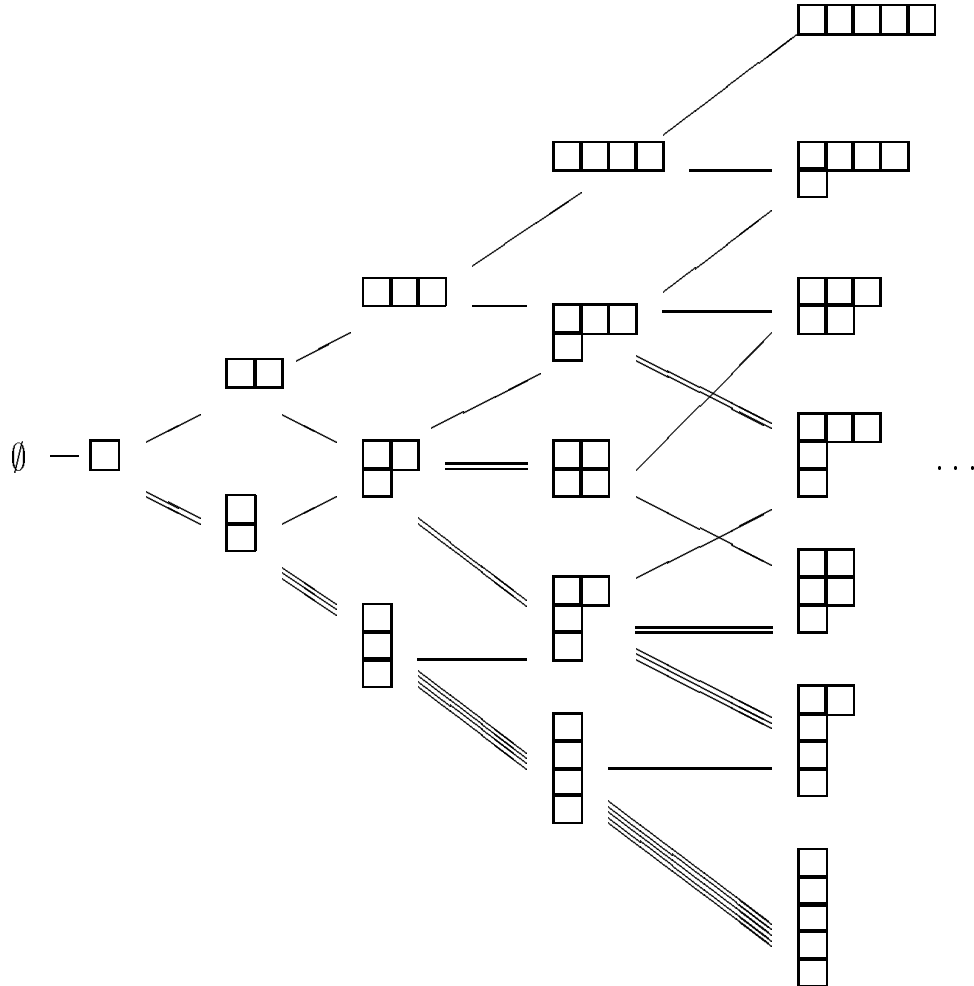 ∅
. . .